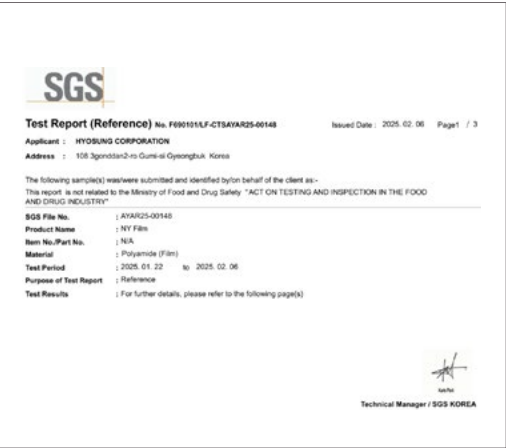 SGS
Test Report (Reference) No. F690101/LF-CTSAYAR25-00148 Issued Date : 2025. 02. 06 Page1 / 3
Applicant : HYOSUNG CORPORATION
Address : 108 3gonddan2-ro Gumi-si Gyeongbuk Korea
The following sample(s) was/were submitted and identified by/on behalf of the client as:-
This report is not related to the Ministry of Food and Drug Safety "ACT ON TESTING AND INSPECTION IN THE FOOD
AND DRUG INDUSTRY"
SGS File No. : AYAR25-00148
Product Name : NY Film
Item No./Part No. : N/A
Material : Polyamide (Film)
Test Period : 2025. 01. 22 to 2025. 02. 06
Purpose of Test Report : Reference
Test Results : For further details, please refer to the following page(s)
Technical Manager / SGS KOREA